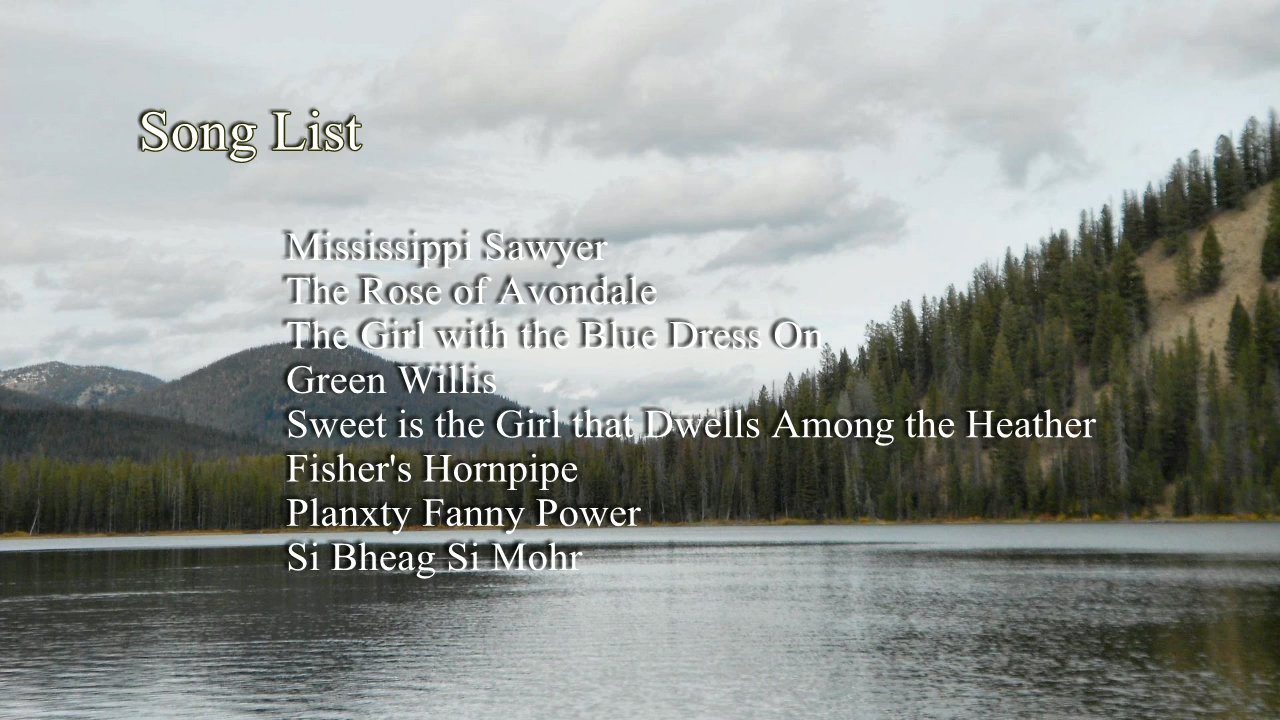 Song List
Mississippi Sawyer
The Rose of Avondale
The Girl with the Blue Dress On
Green Willis
Sweet is the Girl that Dwells Among the Heather
Fisher's Hornpipe
Planxty Fanny Power
Si Bheag Si Mohr